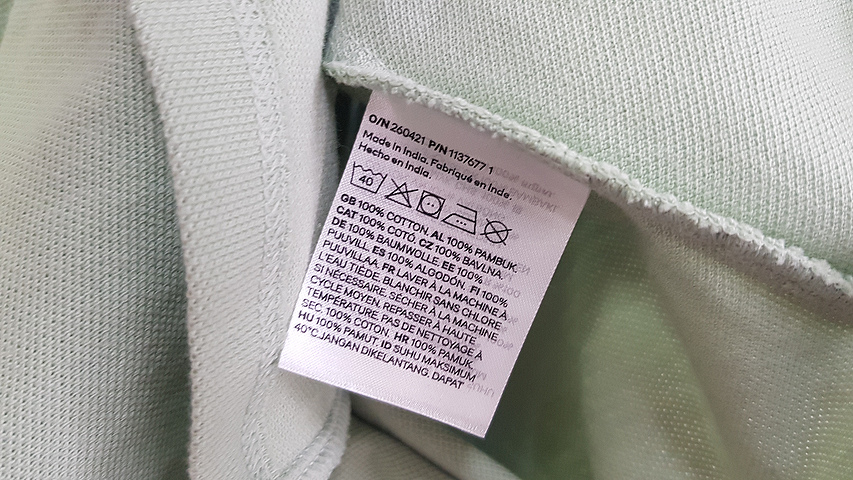 O/N 260421 P/N 1137677 1
Made in India. Fabriqué en Inde.
Hecho en India.
40
GB 100% COTTON. AL 100% PAMBUK.
CAT 100% COTÓ. CZ 100% BAVLNA.
DE 100% BAUMWOLLE. EE 100%
PUUVILL. ES 100% ALGODÓN. FI 100%
PUUVILLAA. FR LAVER À LA MACHINE À
L'EAU TIÈDE. BLANCHIR SANS CHLORE
SI NÉCESSAIRE. SÉCHER À LA MACHINE
CYCLE MOYEN. REPASSER À HAUTE
TEMPÉRATURE. PAS DE NETTOYAGE À
SEC. 100% COTON. HR 100% PAMUK.
HU 100% PAMUT. ID SUHU MAKSIMUM
40°C.JANGAN DIKELANTANG. DAPAT